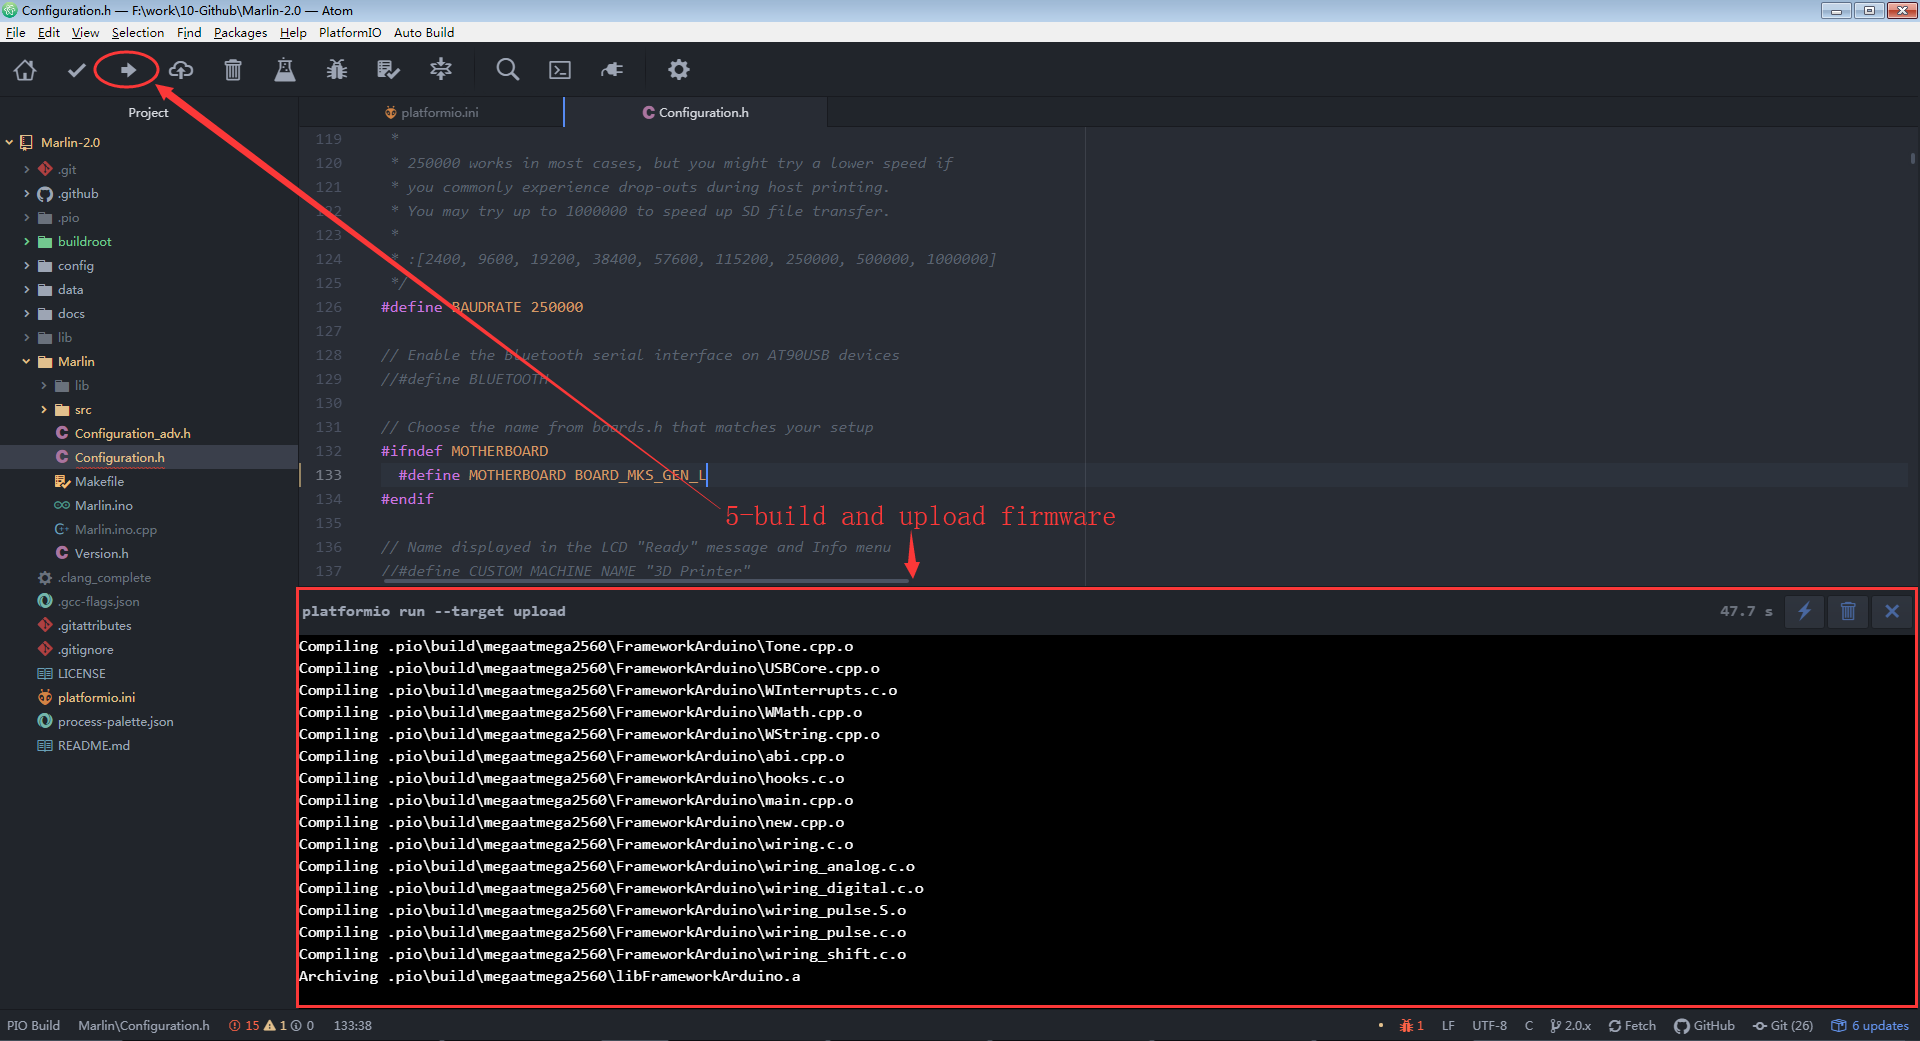 Configuration.h — F:\work\10-Github\Marlin-2.0 — Atom
File Edit View Selection Find Packages Help PlatformIO Auto Build
Project
Marlin-2.0
.git
.github
.pio
buildroot
config
data
docs
lib
Marlin
lib
src
Configuration_adv.h
Configuration.h
Makefile
Marlin.ino
Marlin.ino.cpp
Version.h
.clang_complete
.gcc-flags.json
.gitattributes
.gitignore
LICENSE
platformio.ini
process-palette.json
README.md
platformio.ini
Configuration.h
119 *
120 * 250000 works in most cases, but you might try a lower speed if
121 * you commonly experience drop-outs during host printing.
122 * You may try up to 1000000 to speed up SD file transfer.
123 *
124 * :[2400, 9600, 19200, 38400, 57600, 115200, 250000, 500000, 1000000]
125 */
126 #define BAUDRATE 250000
127
128 // Enable the Bluetooth serial interface on AT90USB devices
129 //#define BLUETOOTH
130
131 // Choose the name from boards.h that matches your setup
132 #ifndef MOTHERBOARD
133 #define MOTHERBOARD BOARD_MKS_GEN_L
134 #endif
135
136 // Name displayed in the LCD "Ready" message and Info menu
137 //#define CUSTOM_MACHINE_NAME "3D Printer"
5-build and upload firmware
platformio run --target upload
47.7 s
Compiling .pio\build\megaatmega2560\FrameworkArduino\Tone.cpp.o
Compiling .pio\build\megaatmega2560\FrameworkArduino\USBCore.cpp.o
Compiling .pio\build\megaatmega2560\FrameworkArduino\WInterrupts.c.o
Compiling .pio\build\megaatmega2560\FrameworkArduino\WMath.cpp.o
Compiling .pio\build\megaatmega2560\FrameworkArduino\WString.cpp.o
Compiling .pio\build\megaatmega2560\FrameworkArduino\abi.cpp.o
Compiling .pio\build\megaatmega2560\FrameworkArduino\hooks.c.o
Compiling .pio\build\megaatmega2560\FrameworkArduino\main.cpp.o
Compiling .pio\build\megaatmega2560\FrameworkArduino\new.cpp.o
Compiling .pio\build\megaatmega2560\FrameworkArduino\wiring.c.o
Compiling .pio\build\megaatmega2560\FrameworkArduino\wiring_analog.c.o
Compiling .pio\build\megaatmega2560\FrameworkArduino\wiring_digital.c.o
Compiling .pio\build\megaatmega2560\FrameworkArduino\wiring_pulse.S.o
Compiling .pio\build\megaatmega2560\FrameworkArduino\wiring_pulse.c.o
Compiling .pio\build\megaatmega2560\FrameworkArduino\wiring_shift.c.o
Archiving .pio\build\megaatmega2560\libFrameworkArduino.a
PIO Build Marlin\Configuration.h 15 1 0 133:38 1 LF UTF-8 C 2.0.x Fetch GitHub Git (26) 6 updates